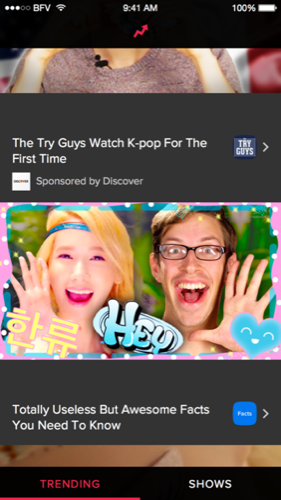 BFV 9:41 AM 100%
The Try Guys Watch K-pop For The
First Time
TRY
GUYS
Sponsored by Discover
DISCOVER
한류
HEY
Totally Useless But Awesome Facts
You Need To Know
Facts
TRENDING SHOWS